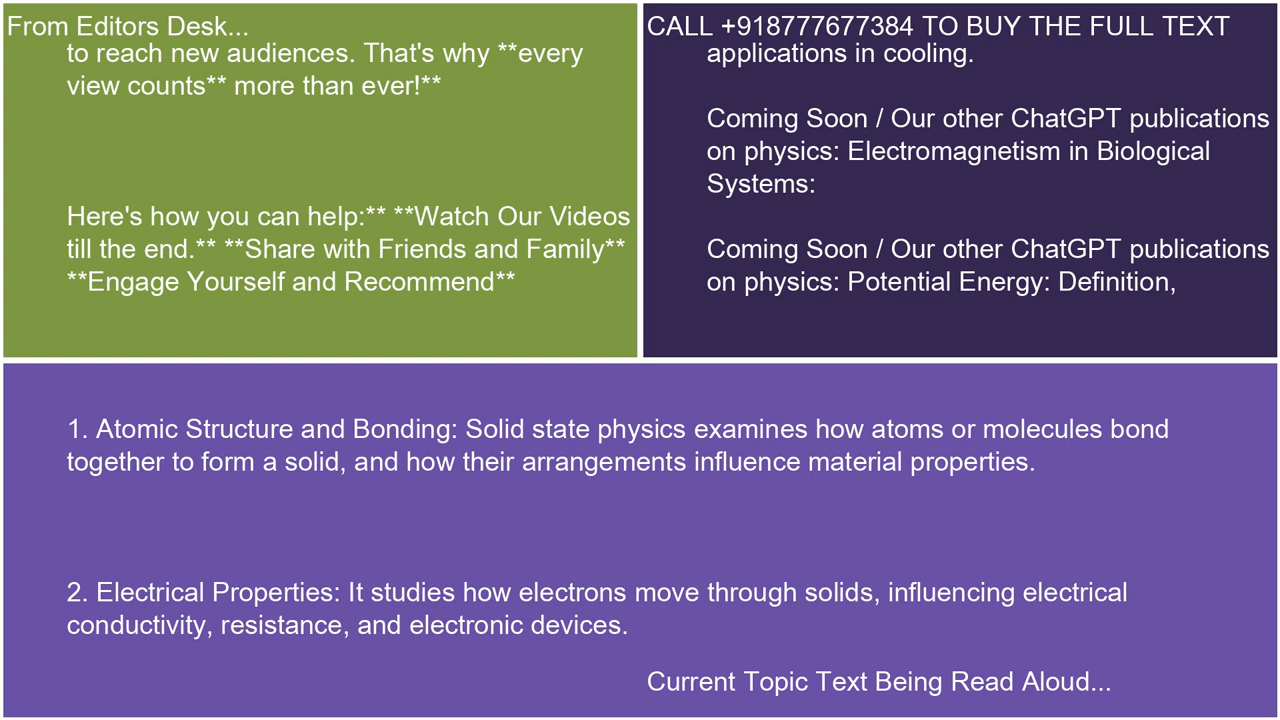 From Editors Desk...
to reach new audiences. That's why **every
view counts** more than ever!**
Here's how you can help:** **Watch Our Videos
till the end.** **Share with Friends and Family**
**Engage Yourself and Recommend**
CALL +918777677384 TO BUY THE FULL TEXT
applications in cooling.
Coming Soon / Our other ChatGPT publications
on physics: Electromagnetism in Biological
Systems:
Coming Soon / Our other ChatGPT publications
on physics: Potential Energy: Definition,
1. Atomic Structure and Bonding: Solid state physics examines how atoms or molecules bond
together to form a solid, and how their arrangements influence material properties.
2. Electrical Properties: It studies how electrons move through solids, influencing electrical
conductivity, resistance, and electronic devices.
Current Topic Text Being Read Aloud...